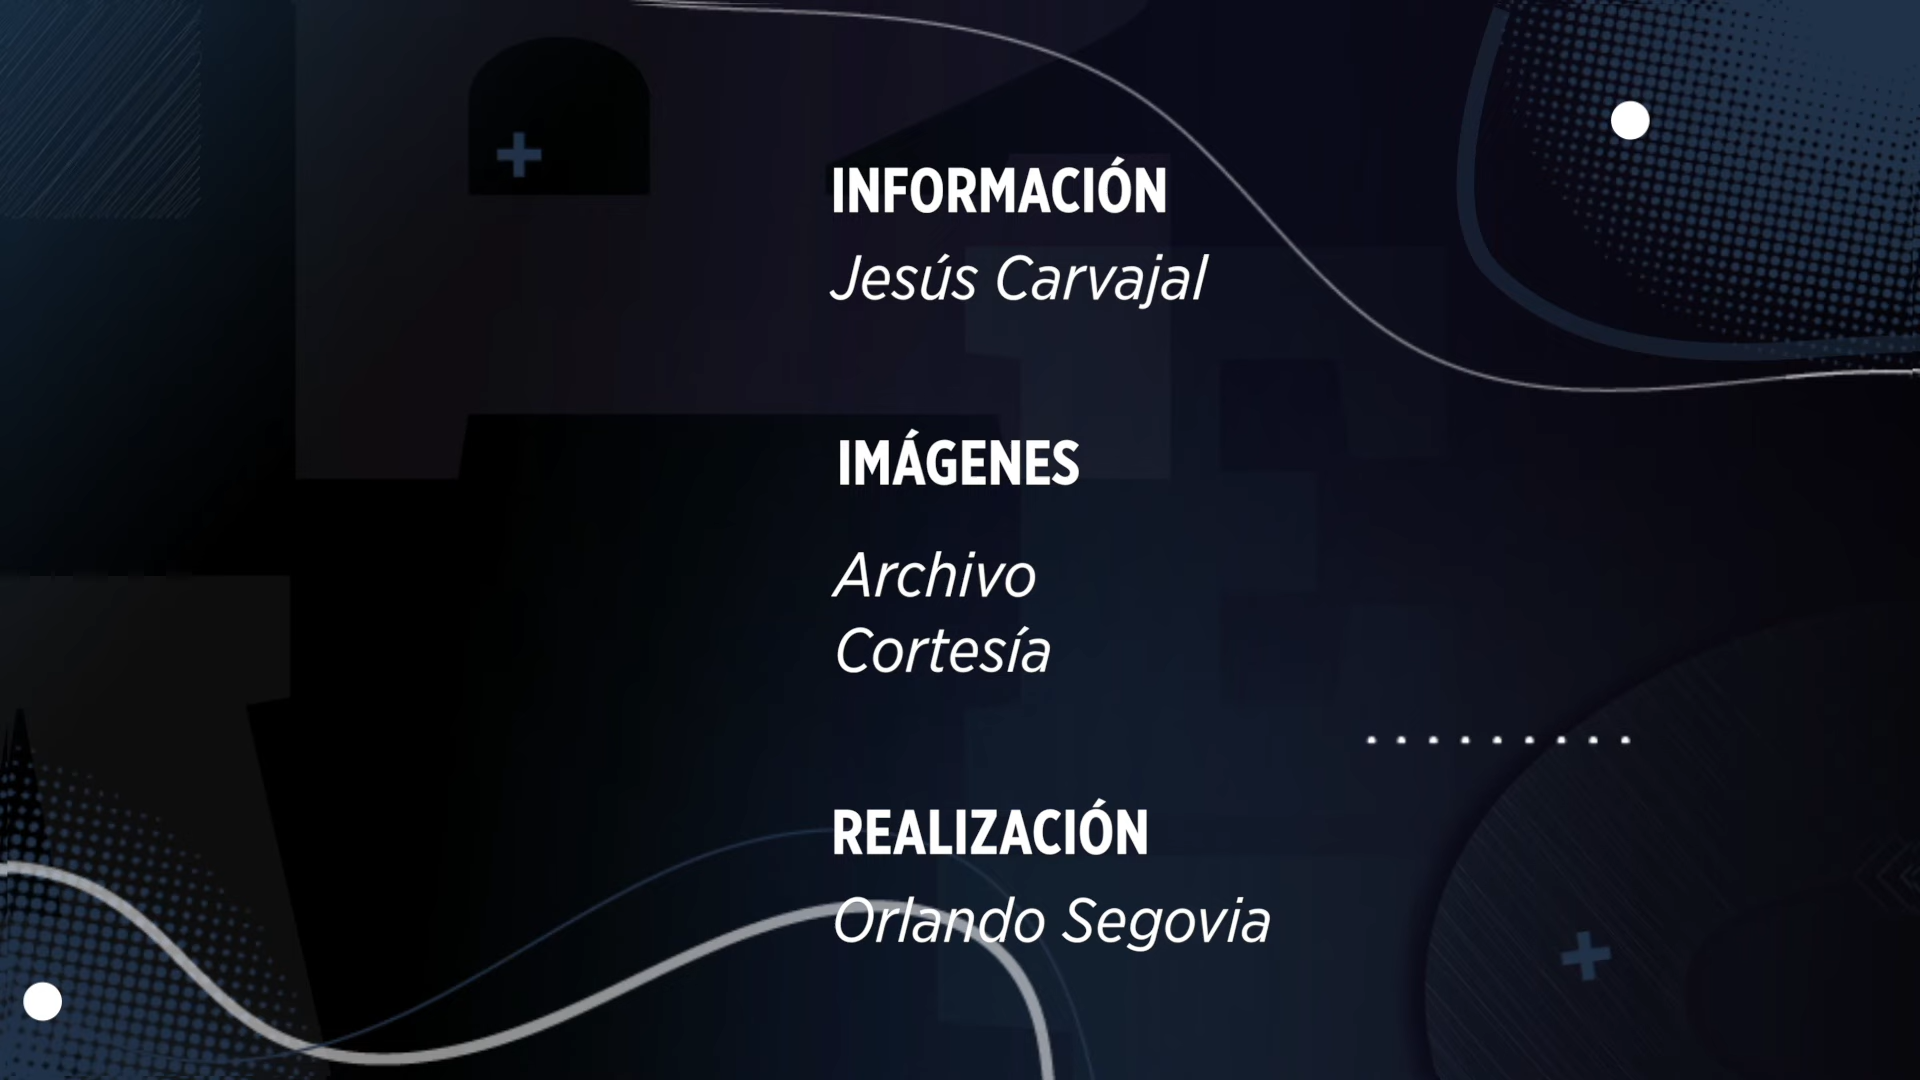 INFORMACIÓN
Jesús Carvajal
IMÁGENES
Archivo
Cortesía
REALIZACIÓN
Orlando Segovia